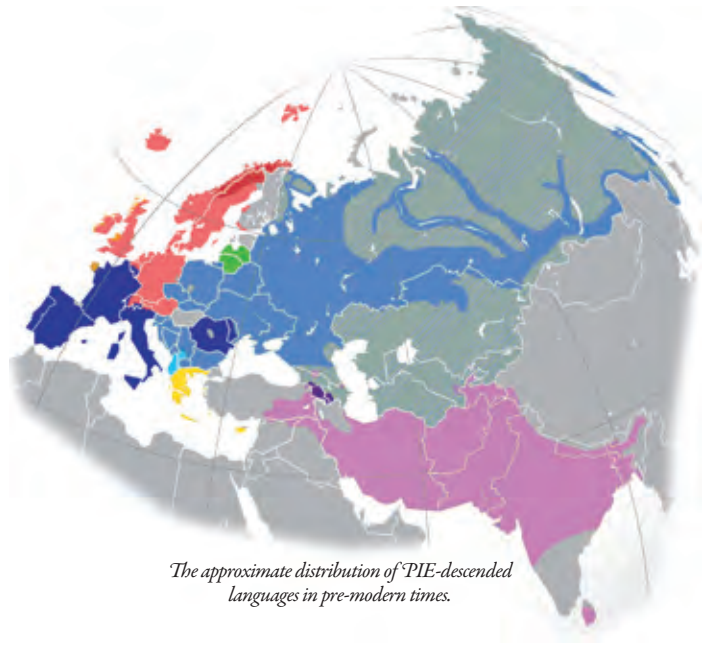 The approximate distribution of PIE-descended
languages in pre-modern times.